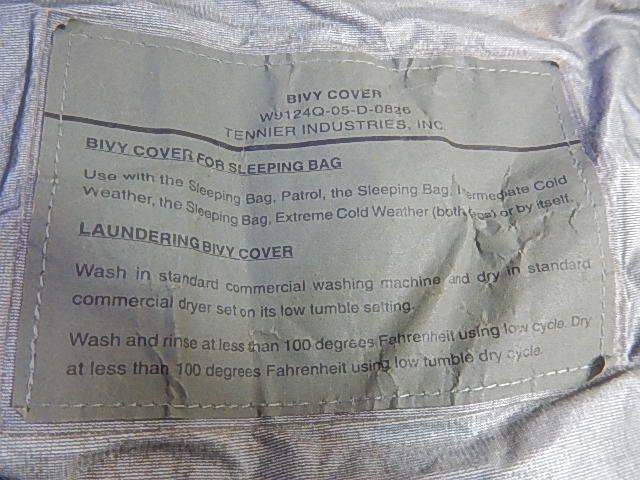 BIVY COVER
W9124Q-05-D-0826
TENNIER INDUSTRIES, INC.
BIVY COVER FOR SLEEPING BAG
Use with the Sleeping Bag, Patrol, the Sleeping Bag, Intermediate Cold
Weather, the Sleeping Bag, Extreme Cold Weather (both or by itself.
LAUNDERING BIVY COVER
Wash in standard commercial washing machine and dry in standard
commercial dryer set on its low tumble setting.
Wash and rinse at less than 100 degrees Fahrenheit using low cycle. Dry
at less than 100 degrees Fahrenheit using low tumble dry cycle.